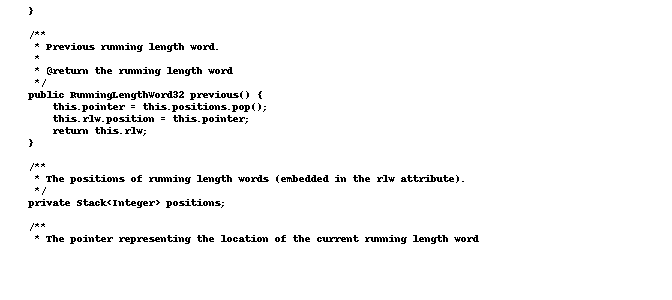 }
/**
 * Previous running length word.
 *
 * @return the running length word
 */
public RunningLengthWord32 previous() {
    this.pointer = this.positions.pop();
    this.rlw.position = this.pointer;
    return this.rlw;
}
/**
 * The positions of running length words (embedded in the rlw attribute).
 */
private Stack<Integer> positions;
/**
 * The pointer representing the location of the current running length word